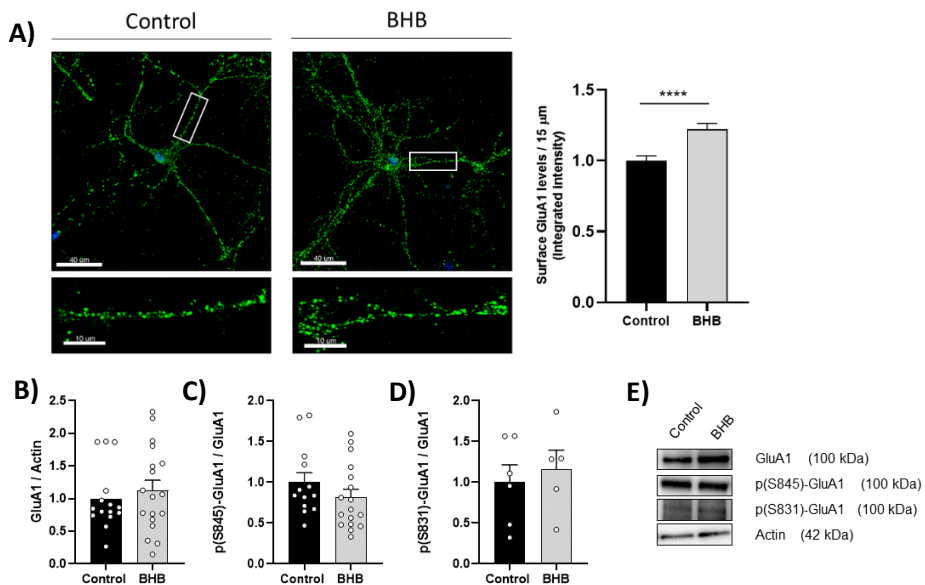 Control
BHB
A)
40 um
40 um
10 um
10 um
Surface GluA1 levels / 15 μm
(Integrated intensity)
1.5
1.0
0.5
0.0
****
Control BHB
B)
GluA1 / Actin
2.5
2.0
1.5
1.0
0.5
0.0
Control BHB
C)
p(S845)-GluA1 / GluA1
2.0
1.5
1.0
0.5
0.0
Control BHB
D)
p(S831)-GluA1 / GluA1
2.0
1.5
1.0
0.5
0.0
Control BHB
E)
Control BHB
GluA1 (100 kDa)
p(S845)-GluA1 (100 kDa)
p(S831)-GluA1 (100 kDa)
Actin (42 kDa)